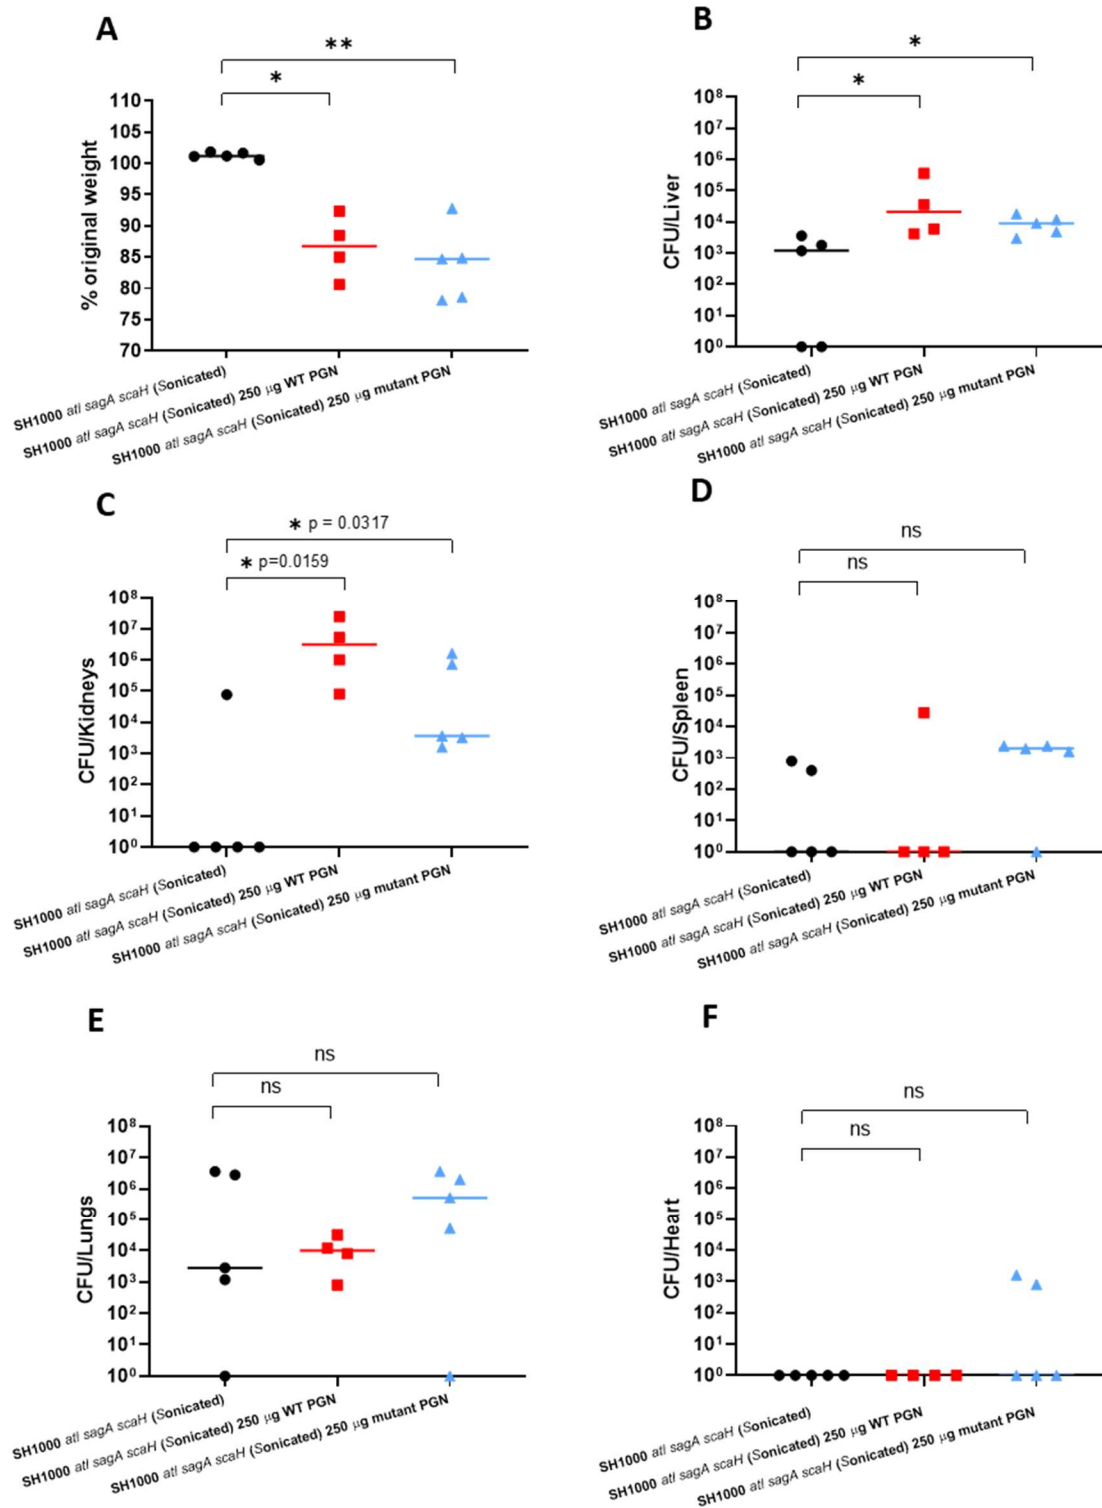 A
**
*
% original weight
110
105
100
95
90
85
80
75
70
SH1000 atl sagA scaH (Sonicated)
SH1000 atl sagA scaH (Sonicated) 250 µg WT PGN
SH1000 atl sagA scaH (Sonicated) 250 µg mutant PGN
B
*
*
CFU/Liver
10⁸
10⁷
10⁶
10⁵
10⁴
10³
10²
10¹
10⁰
SH1000 atl sagA scaH (Sonicated)
SH1000 atl sagA scaH (Sonicated) 250 µg WT PGN
SH1000 atl sagA scaH (Sonicated) 250 µg mutant PGN
C
* p = 0.0317
* p=0.0159
CFU/Kidneys
10⁸
10⁷
10⁶
10⁵
10⁴
10³
10²
10¹
10⁰
SH1000 atl sagA scaH (Sonicated)
SH1000 atl sagA scaH (Sonicated) 250 µg WT PGN
SH1000 atl sagA scaH (Sonicated) 250 µg mutant PGN
D
ns
ns
CFU/Spleen
10⁸
10⁷
10⁶
10⁵
10⁴
10³
10²
10¹
10⁰
SH1000 atl sagA scaH (Sonicated)
SH1000 atl sagA scaH (Sonicated) 250 µg WT PGN
SH1000 atl sagA scaH (Sonicated) 250 µg mutant PGN
E
ns
ns
CFU/Lungs
10⁸
10⁷
10⁶
10⁵
10⁴
10³
10²
10¹
10⁰
SH1000 atl sagA scaH (Sonicated)
SH1000 atl sagA scaH (Sonicated) 250 µg WT PGN
SH1000 atl sagA scaH (Sonicated) 250 µg mutant PGN
F
ns
ns
CFU/Heart
10⁸
10⁷
10⁶
10⁵
10⁴
10³
10²
10¹
10⁰
SH1000 atl sagA scaH (Sonicated)
SH1000 atl sagA scaH (Sonicated) 250 µg WT PGN
SH1000 atl sagA scaH (Sonicated) 250 µg mutant PGN